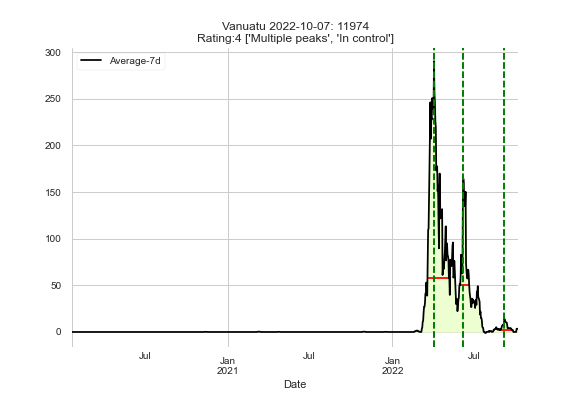 Vanuatu 2022-10-07: 11974
Rating:4 ['Multiple peaks', 'In control']
Average-7d
300
250
200
150
100
50
0
Jul
Jan
2021
Jul
Jan
2022
Jul
Date